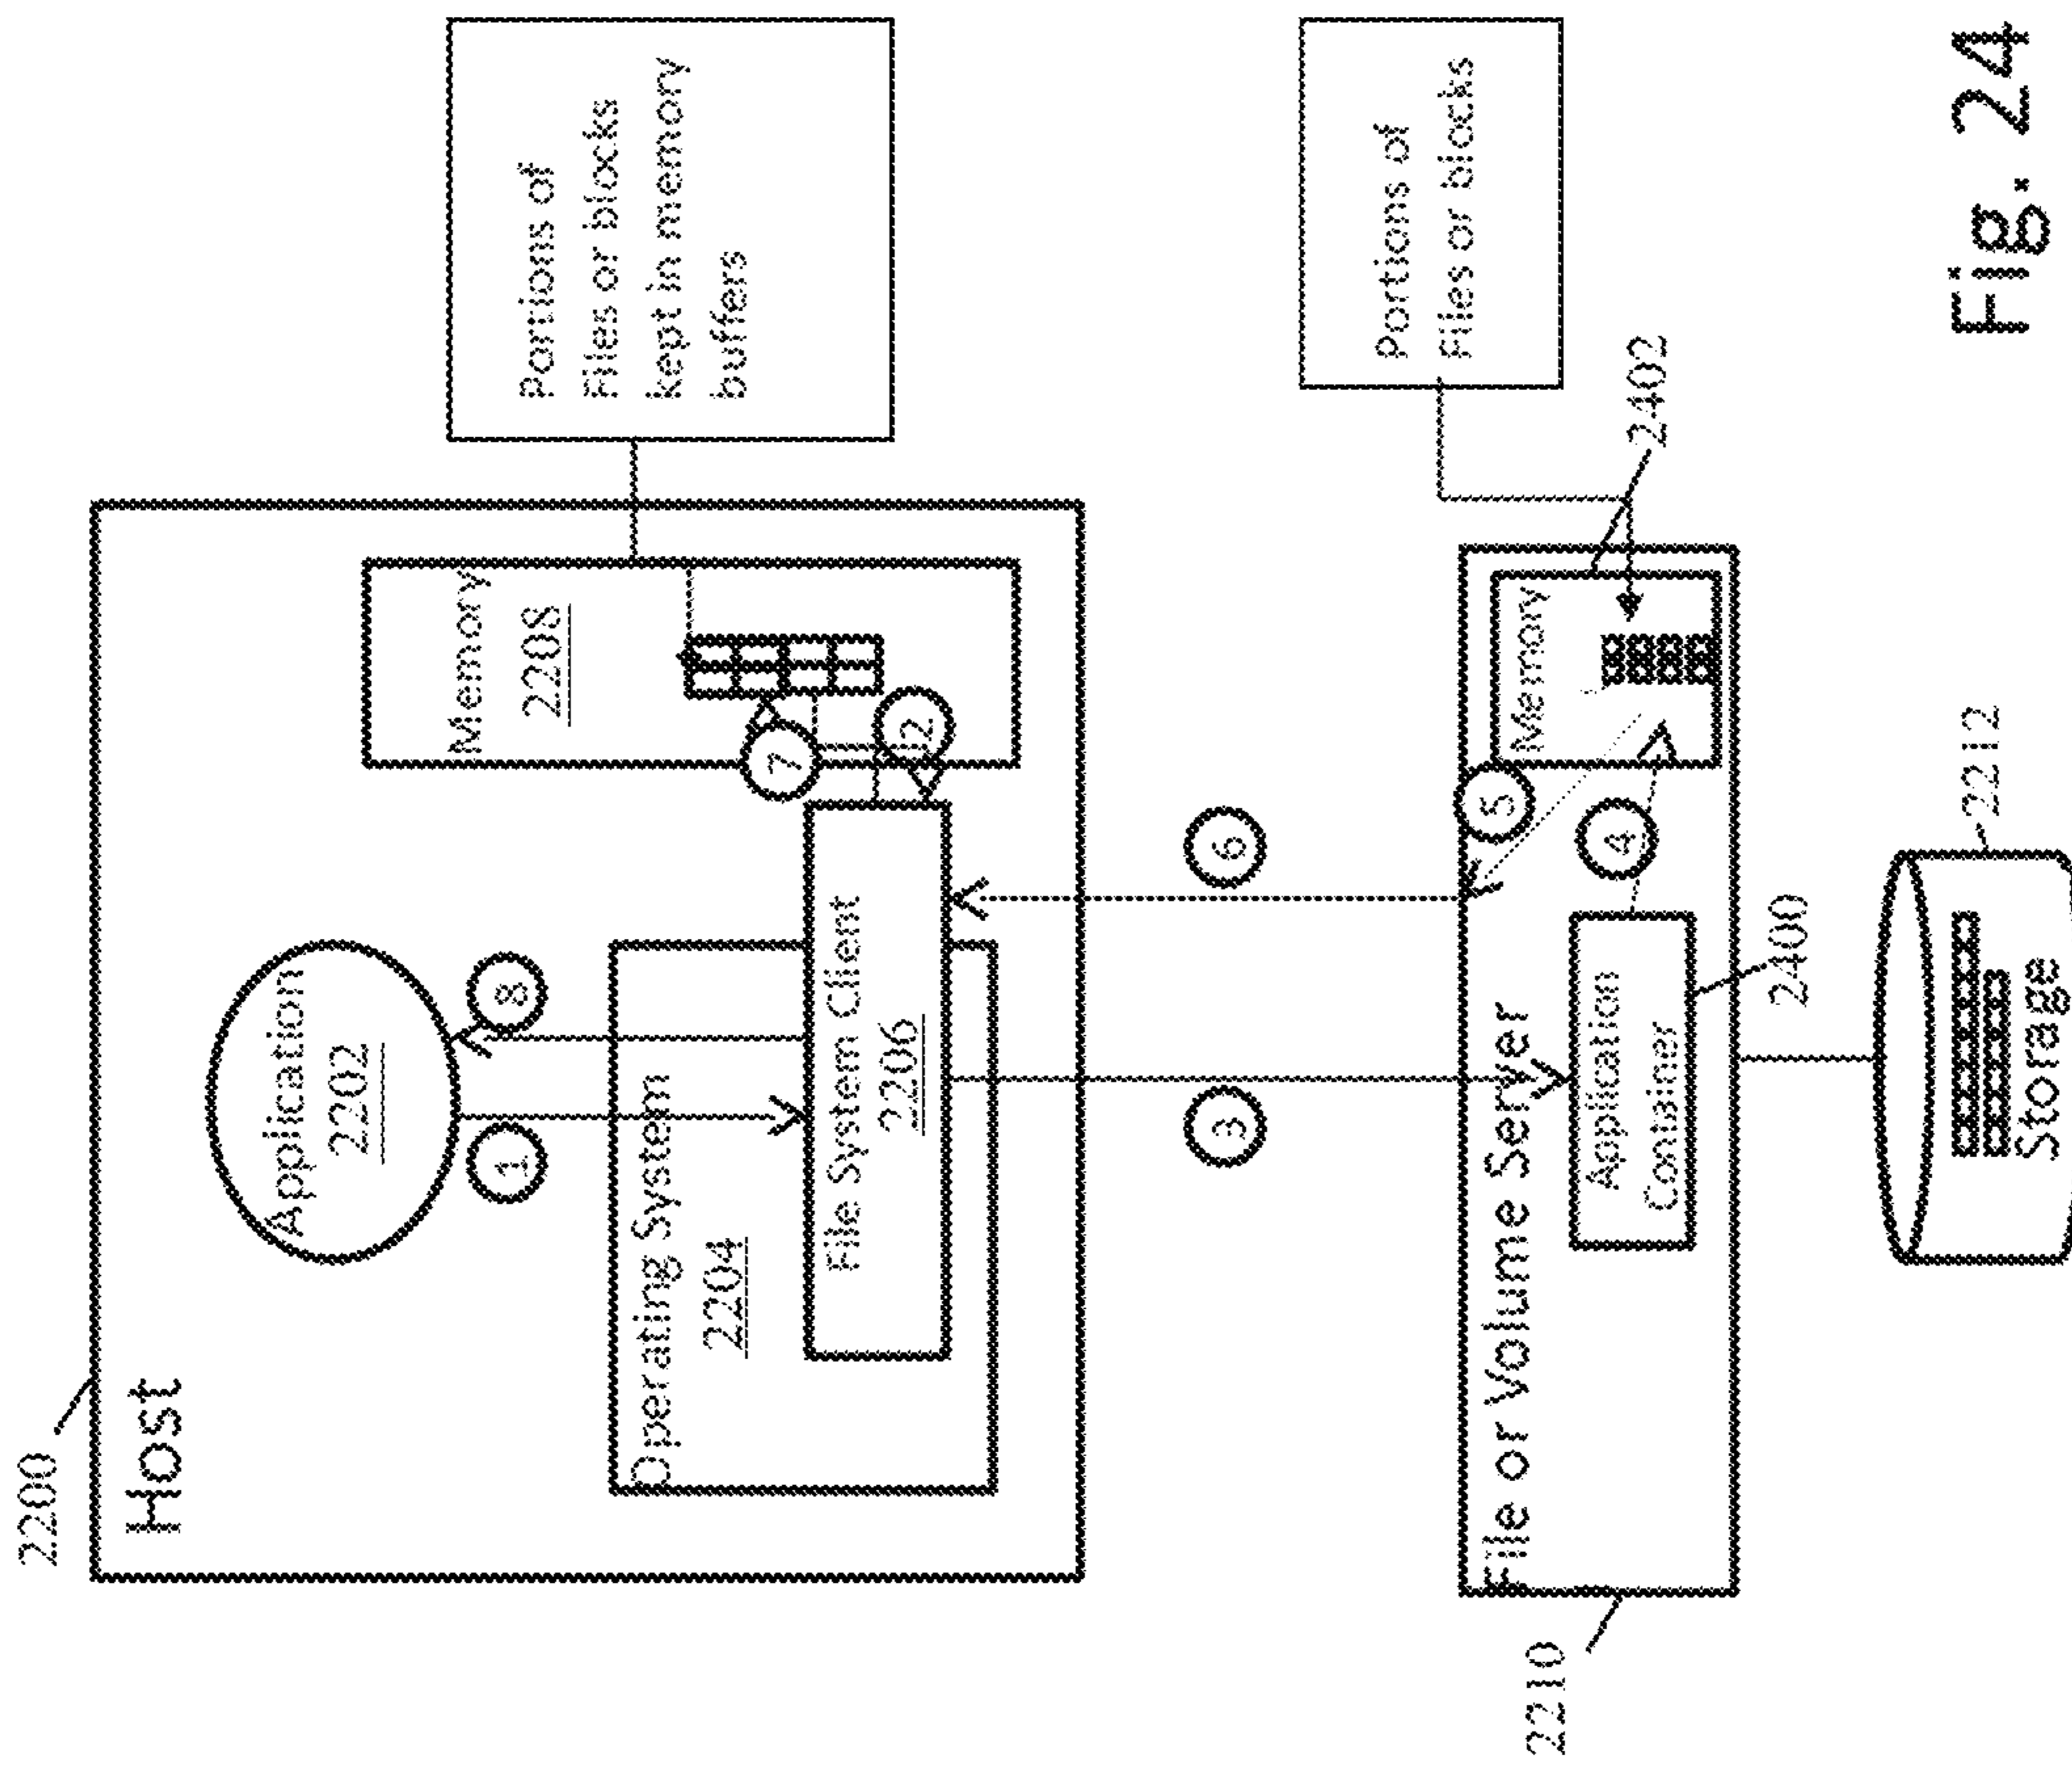 2200
Host
Application
2202
1
8
Operating System
2204
File System Client
2206
Memory
2208
7
2
Portions of
Files or blocks
kept in memory
buffers
3
6
2210
File or Volume Server
Application
Container
2400
4
5
Memory
2402
Portions of
Files or blocks
2212
Storage
Fig. 24